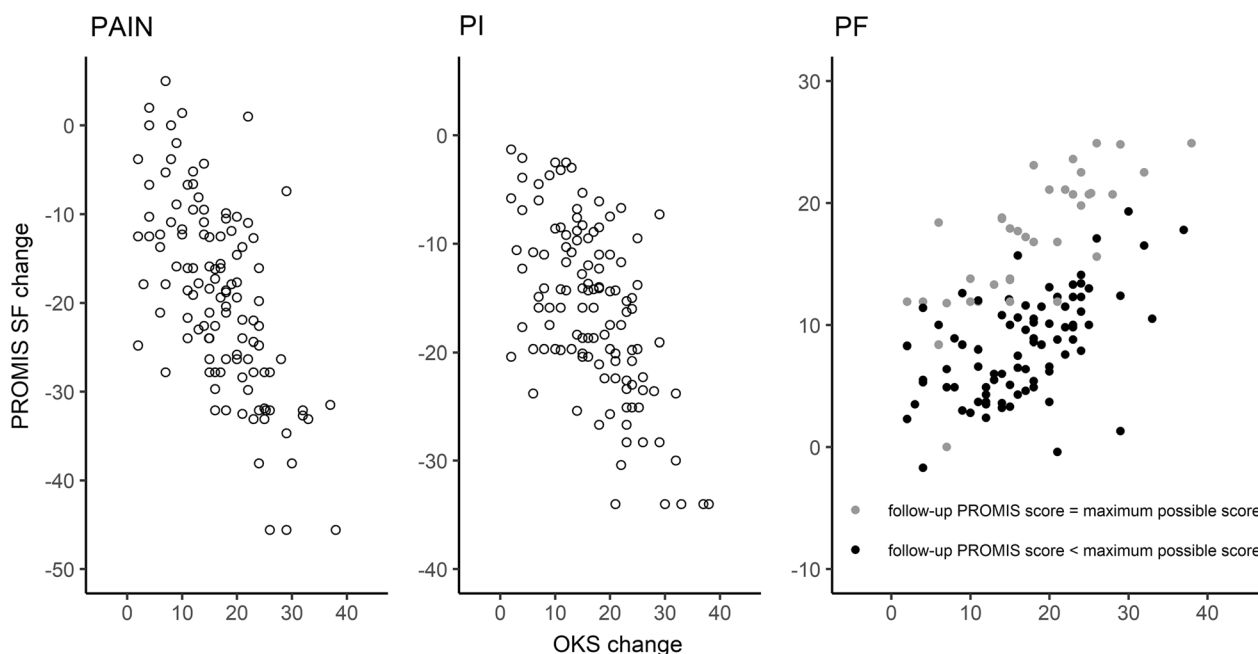 PAIN
PI
PF
PROMIS SF change
0
-10
-20
-30
-40
-50
0 10 20 30 40
0
-10
-20
-30
-40
0 10 20 30 40
OKS change
30
20
10
0
-10
0 10 20 30 40
follow-up PROMIS score = maximum possible score
follow-up PROMIS score < maximum possible score